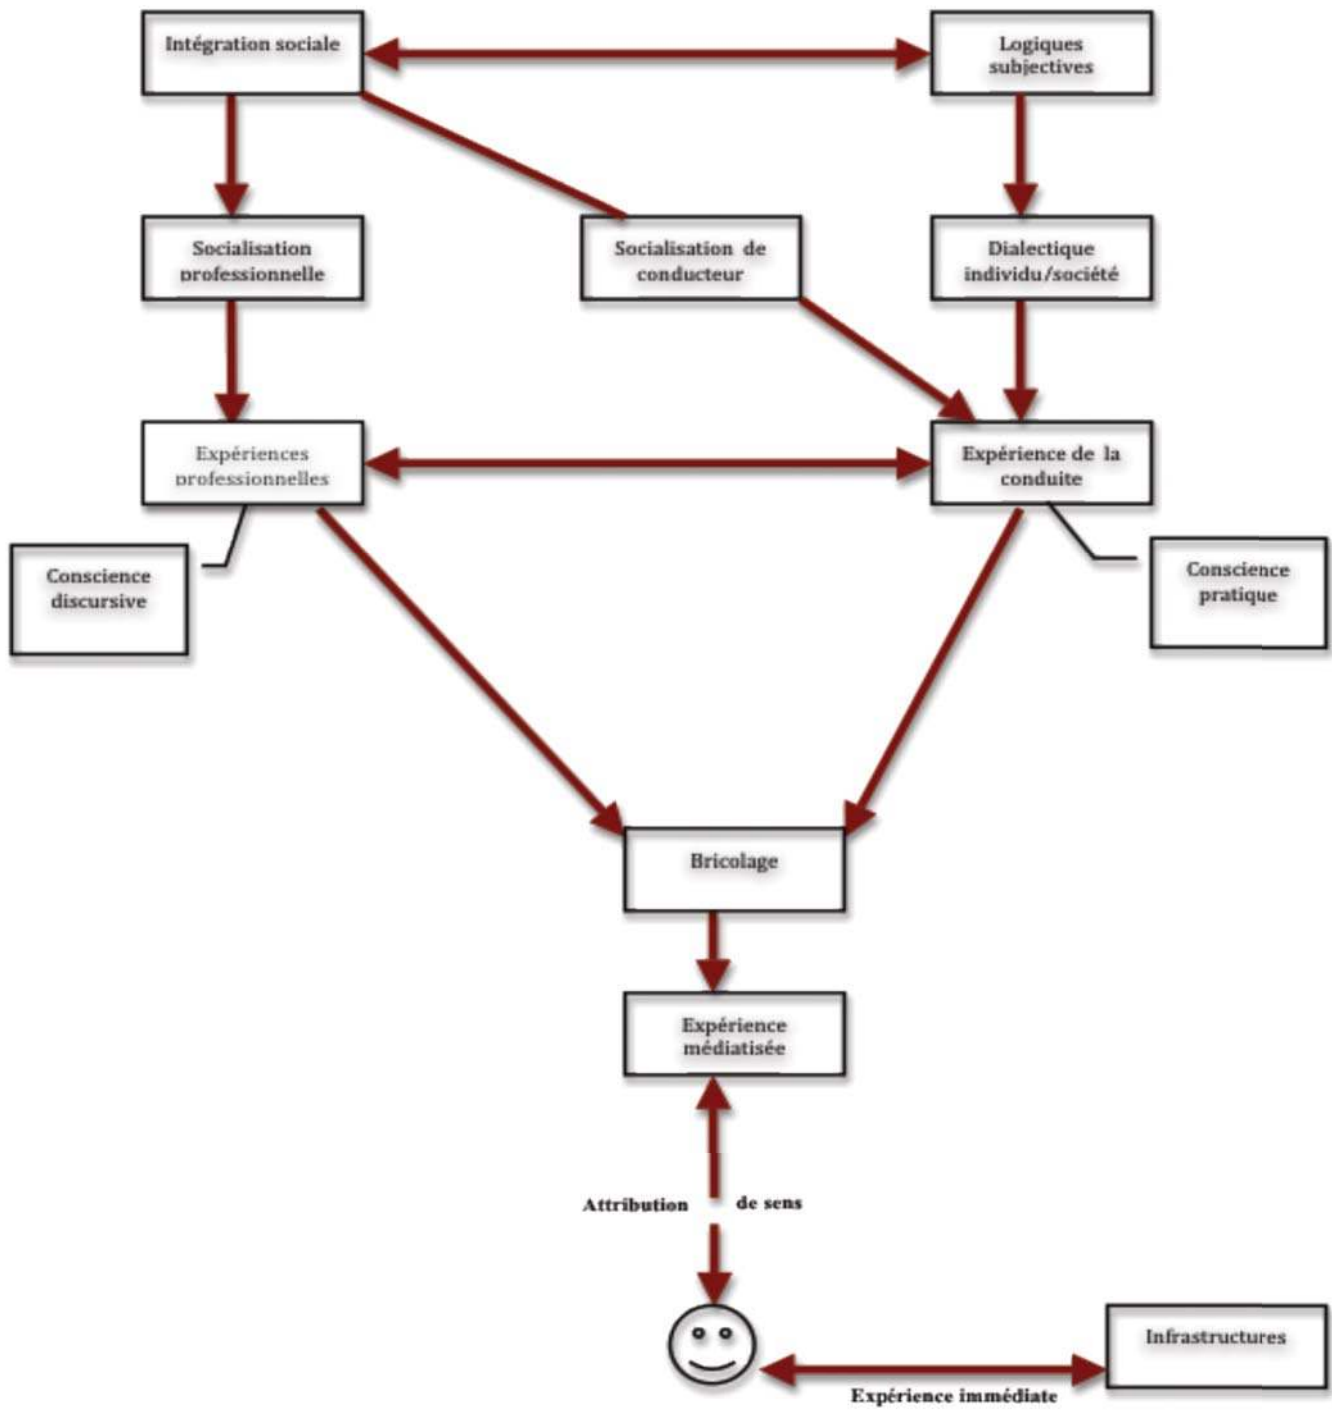 Intégration sociale
Logiques
subjectives
Socialisation
professionnelle
Socialisation de
conducteur
Dialectique
individu/société
Expériences
professionnelles
Expérience de la
conduite
Conscience
discursive
Conscience
pratique
Bricolage
Expérience
médiatisée
Attribution de sens
Infrastructures
Expérience immédiate